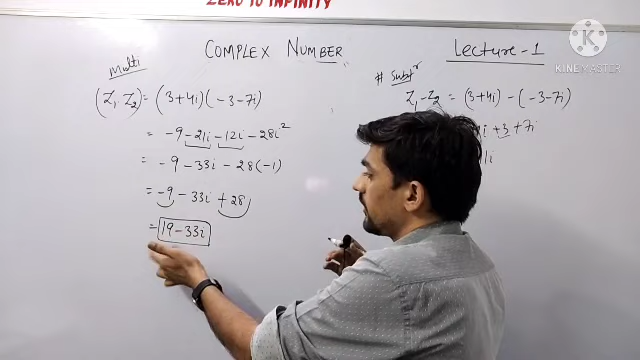 ZERO TO INFINITY
COMPLEX NUMBER
Lecture-1
KINEMASTER
Multi
(Z₁ . Z₂) = (3+4i)(-3-7i)
= -9-21i-12i-28i²
= -9-33i-28(-1)
= -9-33i+28
= 19-33i
# Subtʳ
Z₁-Z₂ = (3+4i)-(-3-7i)
i+3+7i
1i